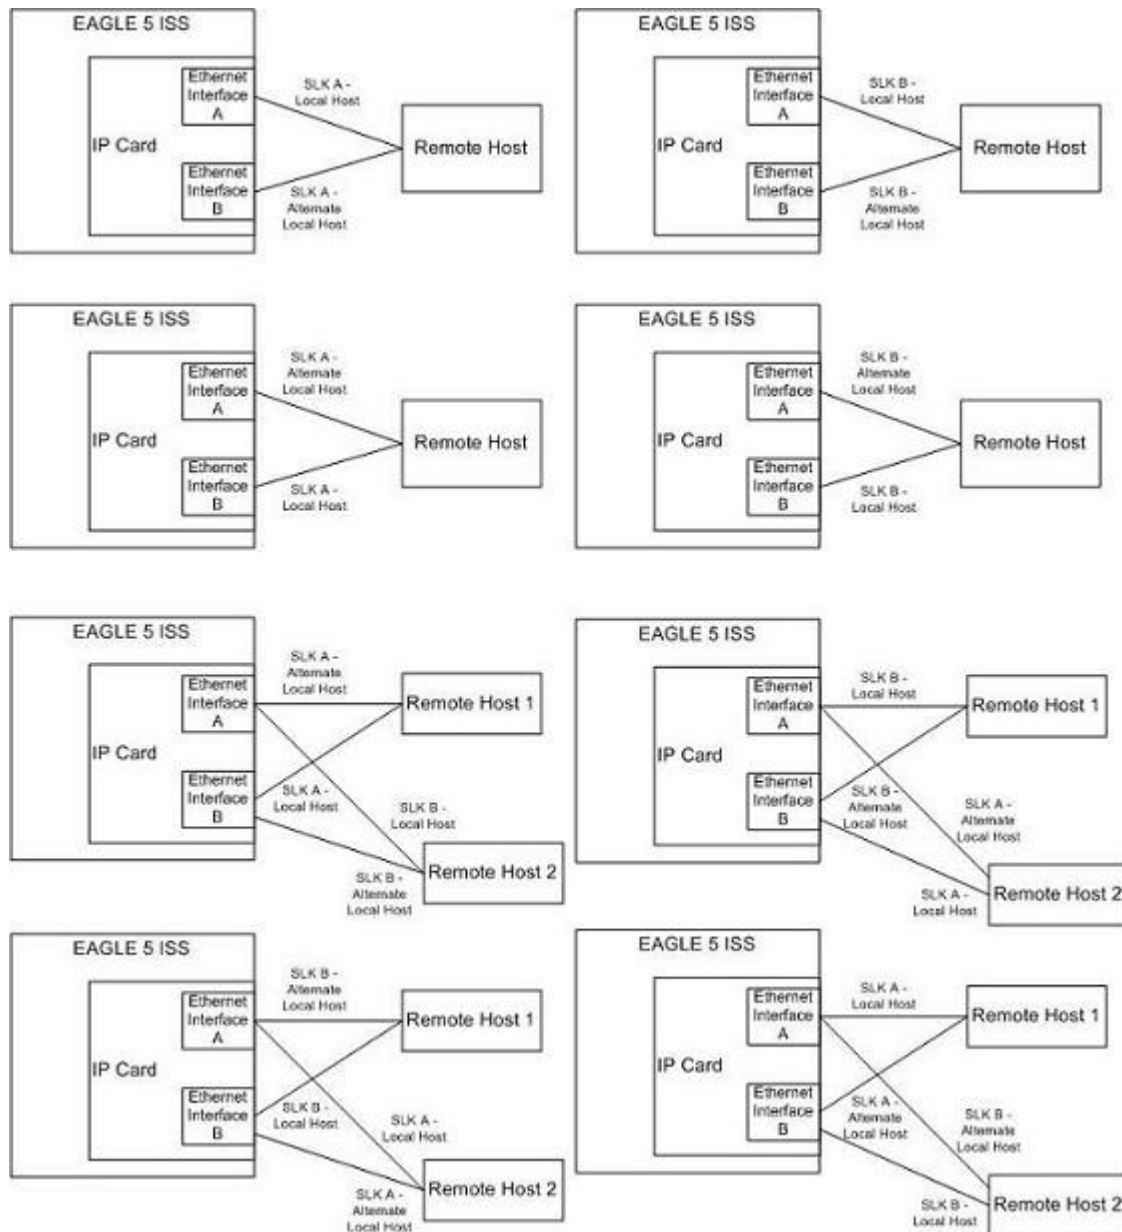 EAGLE 5 ISS
Ethernet
Interface
A
IP Card
Ethernet
Interface
B
SLK A -
Local Host
SLK A -
Alternate
Local Host
Remote Host
EAGLE 5 ISS
Ethernet
Interface
A
IP Card
Ethernet
Interface
B
SLK B -
Local Host
SLK B -
Alternate
Local Host
Remote Host
EAGLE 5 ISS
Ethernet
Interface
A
IP Card
Ethernet
Interface
B
SLK A -
Alternate
Local Host
SLK A -
Local Host
Remote Host
EAGLE 5 ISS
Ethernet
Interface
A
IP Card
Ethernet
Interface
B
SLK B -
Alternate
Local Host
SLK B -
Local Host
Remote Host
EAGLE 5 ISS
Ethernet
Interface
A
IP Card
Ethernet
Interface
B
SLK A -
Alternate
Local Host
Remote Host 1
SLK A -
Local Host
SLK B -
Local Host
SLK B -
Alternate
Local Host
Remote Host 2
EAGLE 5 ISS
Ethernet
Interface
A
IP Card
Ethernet
Interface
B
SLK B -
Local Host
Remote Host 1
SLK B -
Alternate
Local Host
SLK A -
Alternate
Local Host
SLK A -
Local Host
Remote Host 2
EAGLE 5 ISS
Ethernet
Interface
A
IP Card
Ethernet
Interface
B
SLK B -
Alternate
Local Host
Remote Host 1
SLK B -
Local Host
SLK A -
Local Host
SLK A -
Alternate
Local Host
Remote Host 2
EAGLE 5 ISS
Ethernet
Interface
A
IP Card
Ethernet
Interface
B
SLK A -
Local Host
Remote Host 1
SLK A -
Alternate
Local Host
SLK B -
Alternate
Local Host
SLK B -
Local Host
Remote Host 2